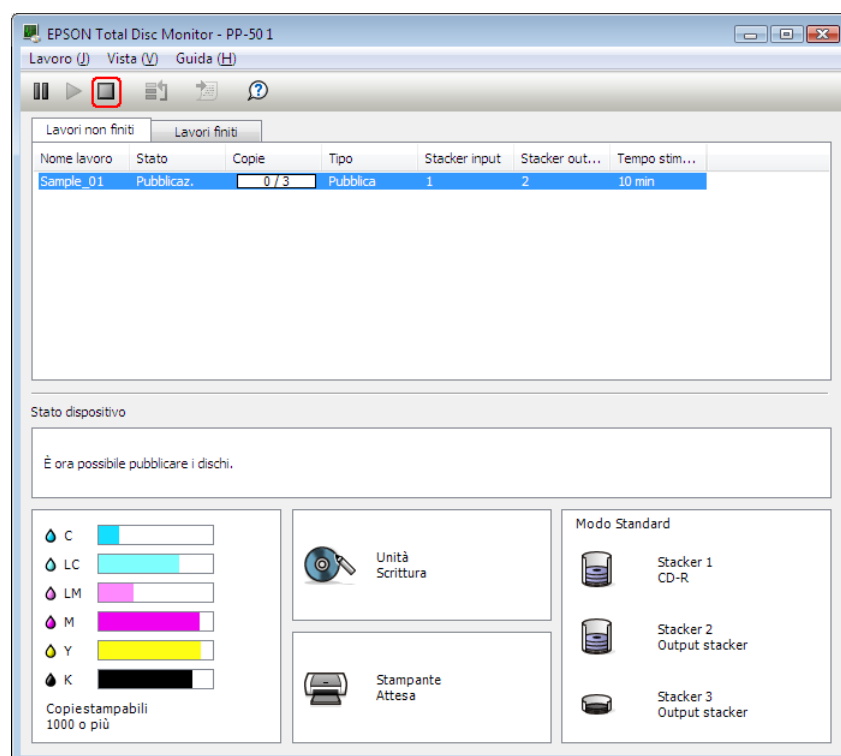 EPSON Total Disc Monitor - PP-50 1
Lavoro (J) Vista (V) Guida (H)
Lavori non finiti Lavori finiti
Nome lavoro Stato Copie Tipo Stacker input Stacker out... Tempo stim...
Sample_01 Pubblicaz. 0 / 3 Pubblica 1 2 10 min
Stato dispositivo
È ora possibile pubblicare i dischi.
C
LC
LM
M
Y
K
Copiestampabili
1000 o più
Unità
Scrittura
Stampante
Attesa
Modo Standard
Stacker 1
CD-R
Stacker 2
Output stacker
Stacker 3
Output stacker